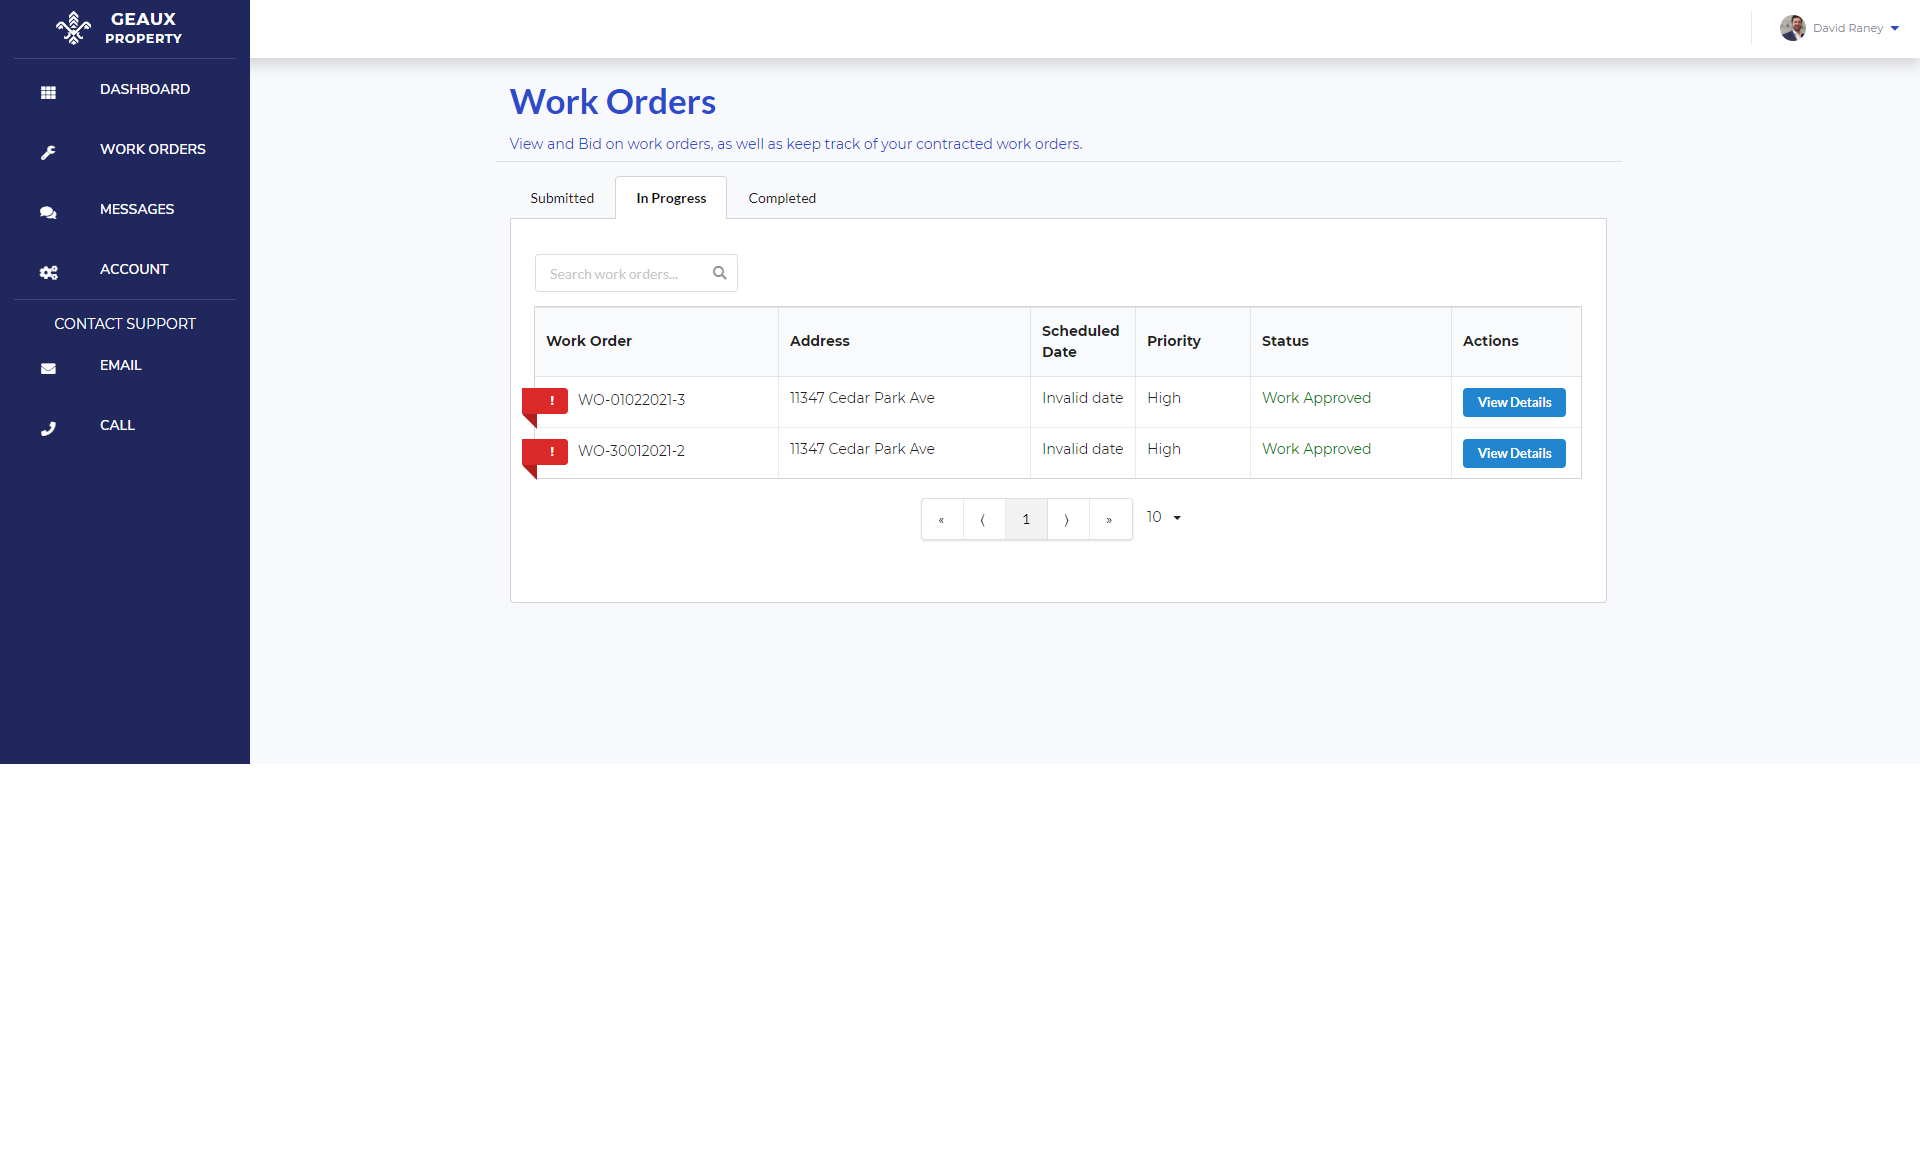 GEAUX
PROPERTY
David Raney
DASHBOARD
WORK ORDERS
MESSAGES
ACCOUNT
CONTACT SUPPORT
EMAIL
CALL
Work Orders
View and Bid on work orders, as well as keep track of your contracted work orders.
Submitted In Progress Completed
Search work orders...
Work Order Address Scheduled Date Priority Status Actions
! WO-01022021-3 11347 Cedar Park Ave Invalid date High Work Approved View Details
! WO-30012021-2 11347 Cedar Park Ave Invalid date High Work Approved View Details
« ⟨ 1 ⟩ » 10